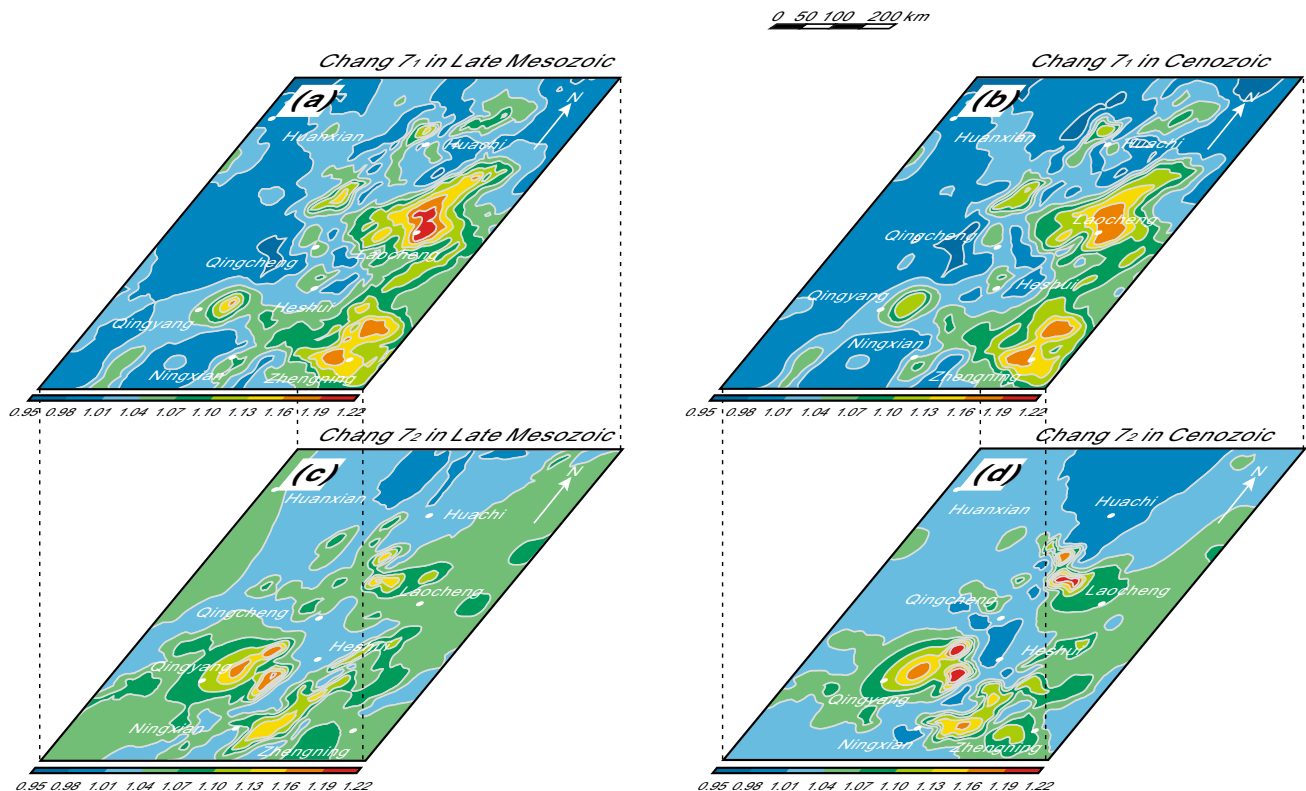 0 50 100 200 km
Chang 7₁ in Late Mesozoic
(a)
N
Huanxian
Huachi
Qingcheng
Laocheng
Heshui
Qingyang
Ningxian
Zhengning
0.95 0.98 1.01 1.04 1.07 1.10 1.13 1.16 1.19 1.22
Chang 7₁ in Cenozoic
(b)
N
Huanxian
Huachi
Laocheng
Qingcheng
Heshui
Qingyang
Ningxian
Zhengning
0.95 0.98 1.01 1.04 1.07 1.10 1.13 1.16 1.19 1.22
Chang 7₂ in Late Mesozoic
(c)
N
Huanxian
Huachi
Laocheng
Qingcheng
Heshui
Qingyang
Ningxian
Zhengning
0.95 0.98 1.01 1.04 1.07 1.10 1.13 1.16 1.19 1.22
Chang 7₂ in Cenozoic
(d)
N
Huachi
Huanxian
Laocheng
Qingcheng
Heshui
Qingyang
Ningxian
Zhengning
0.95 0.98 1.01 1.04 1.07 1.10 1.13 1.16 1.19 1.22